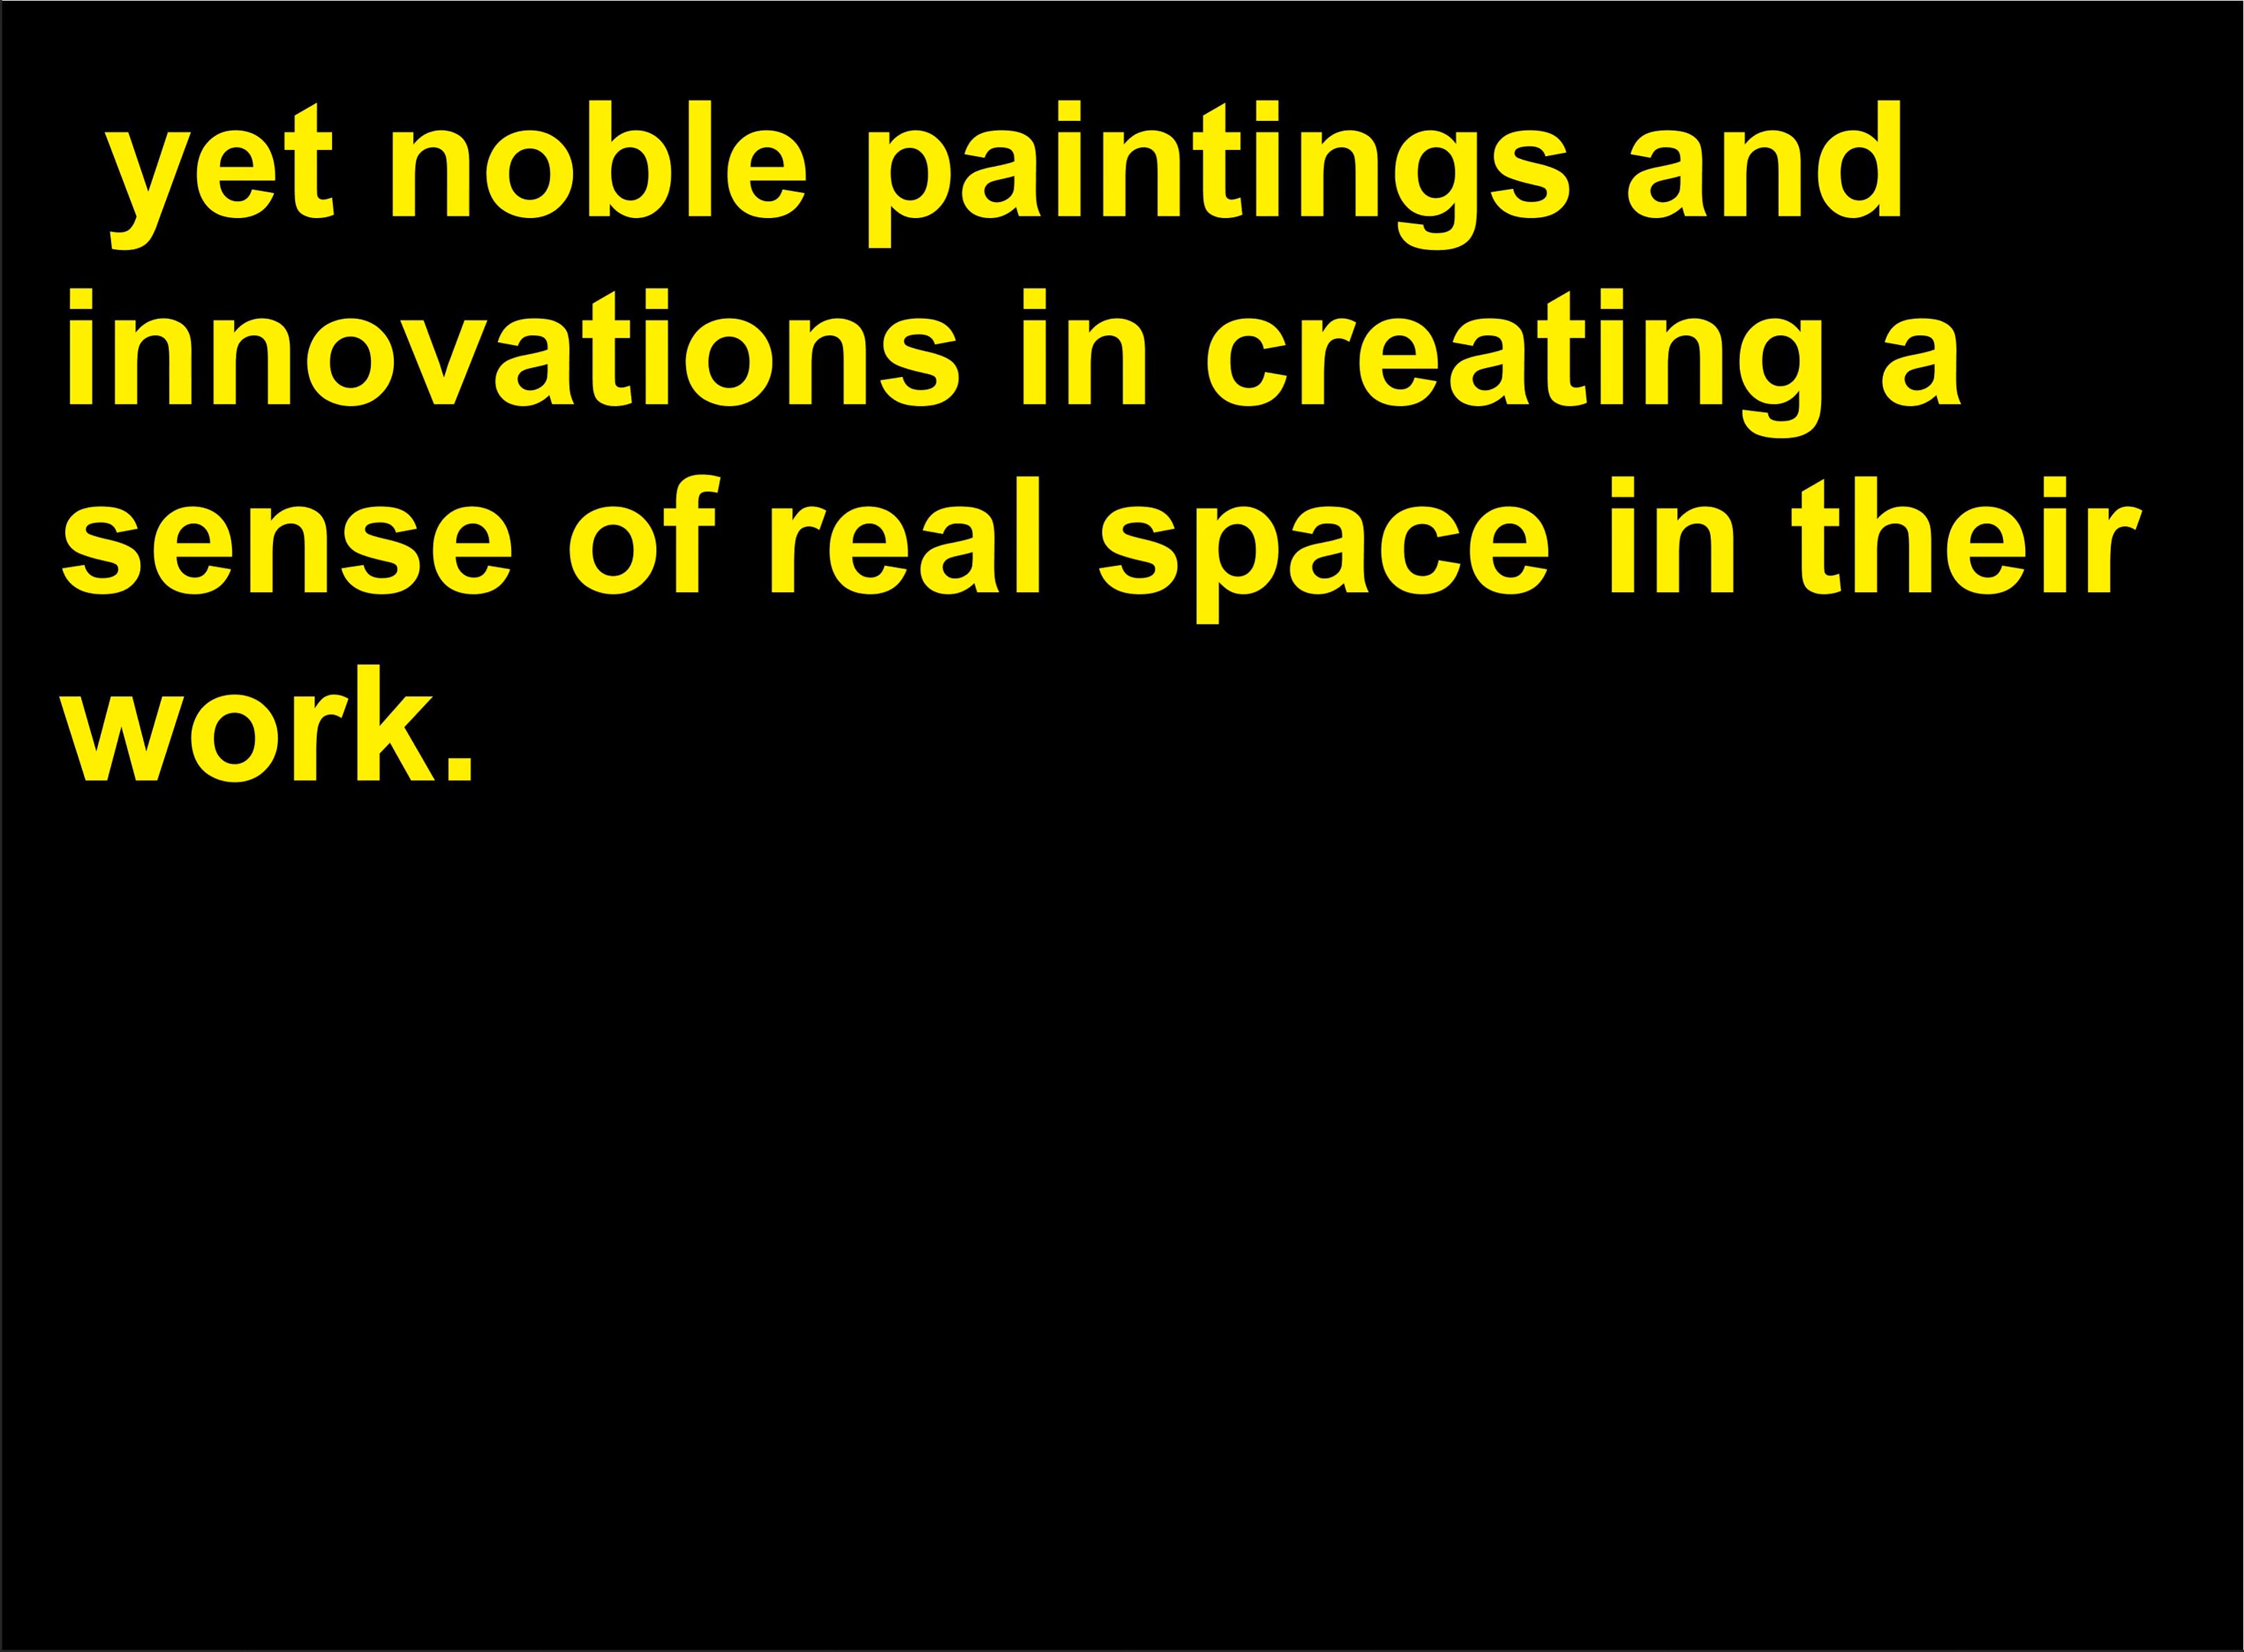 yet noble paintings and
innovations in creating a
sense of real space in their
work.